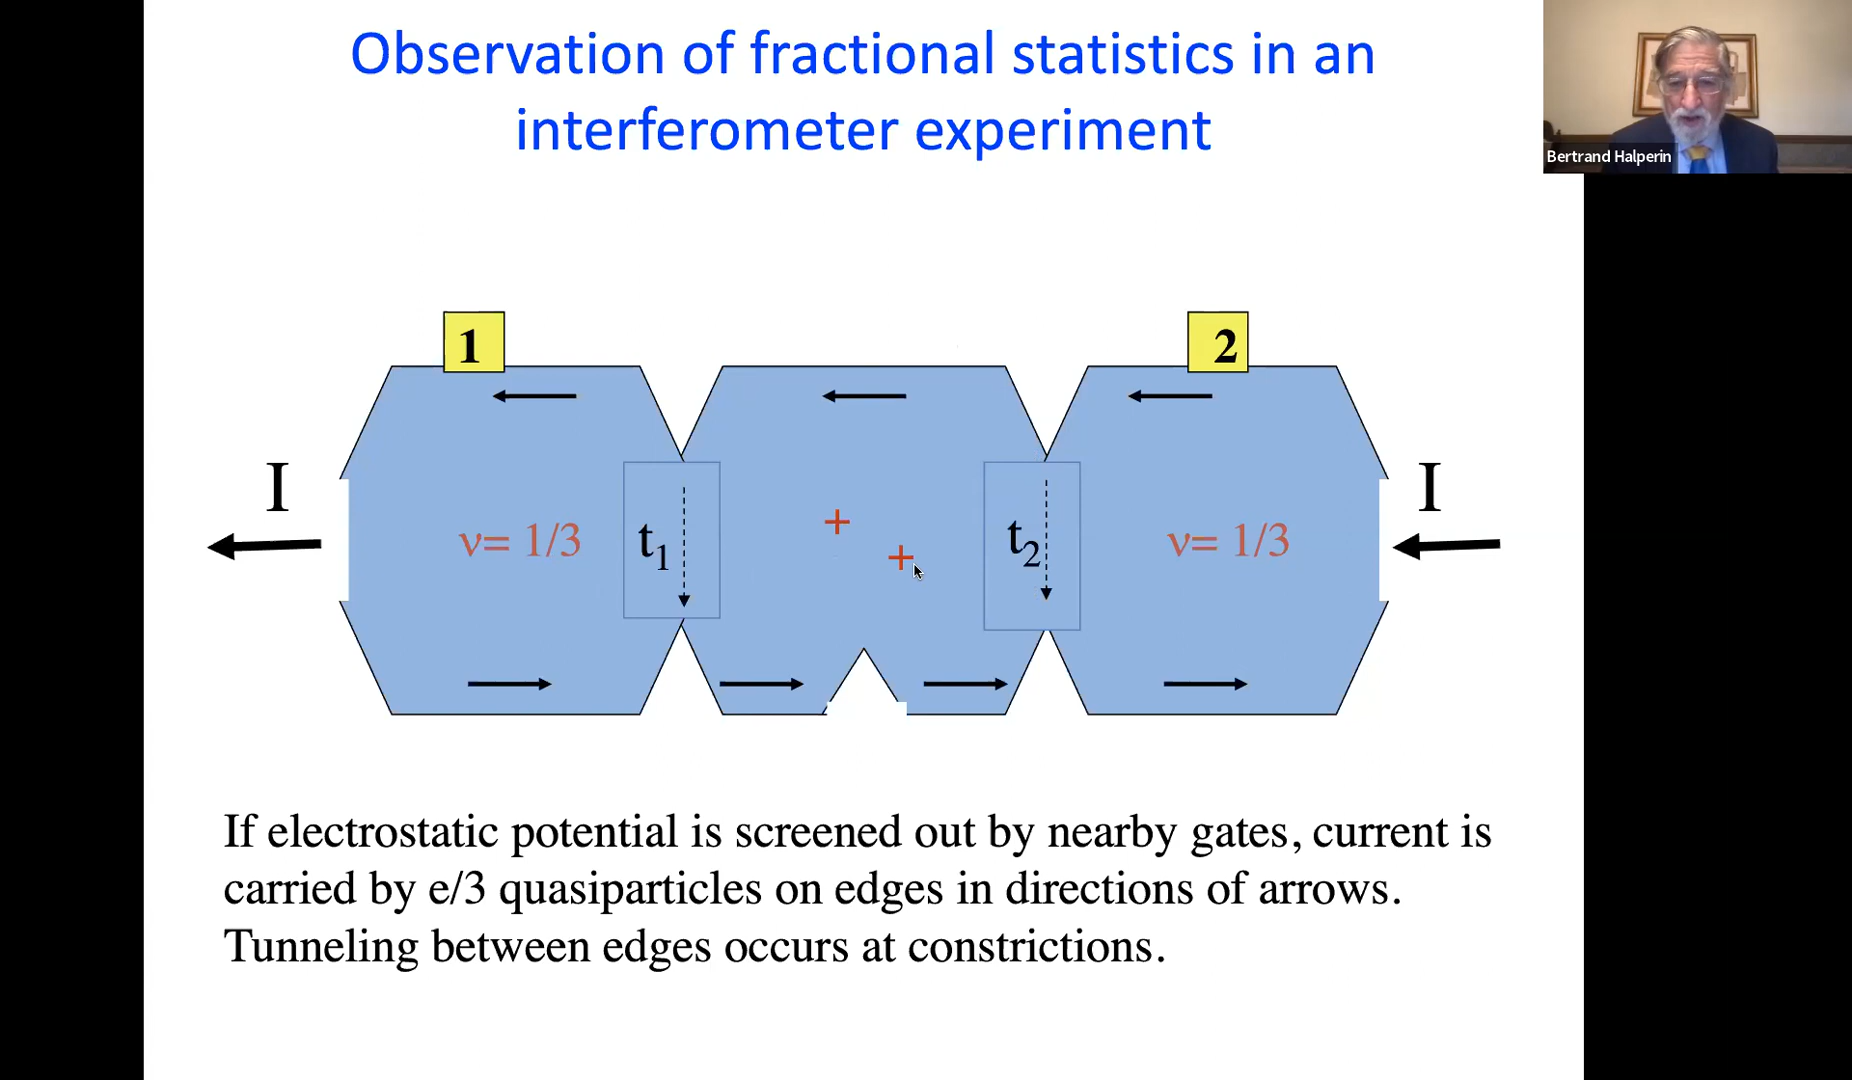 Observation of fractional statistics in an
interferometer experiment
Bertrand Halperin
1
2
I
I
ν= 1/3
t1
+
+
t2
ν= 1/3
If electrostatic potential is screened out by nearby gates, current is
carried by e/3 quasiparticles on edges in directions of arrows.
Tunneling between edges occurs at constrictions.